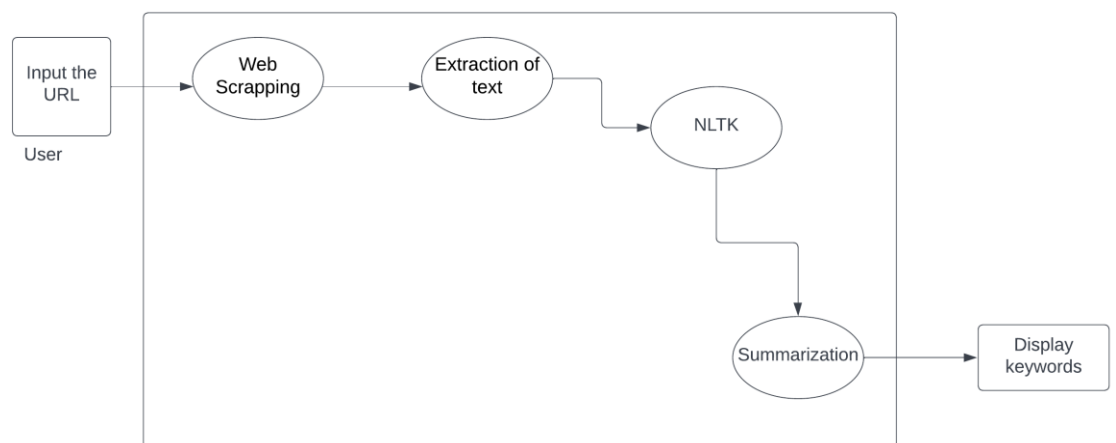 Input the
URL
User
Web
Scrapping
Extraction of
text
NLTK
Summarization
Display
keywords